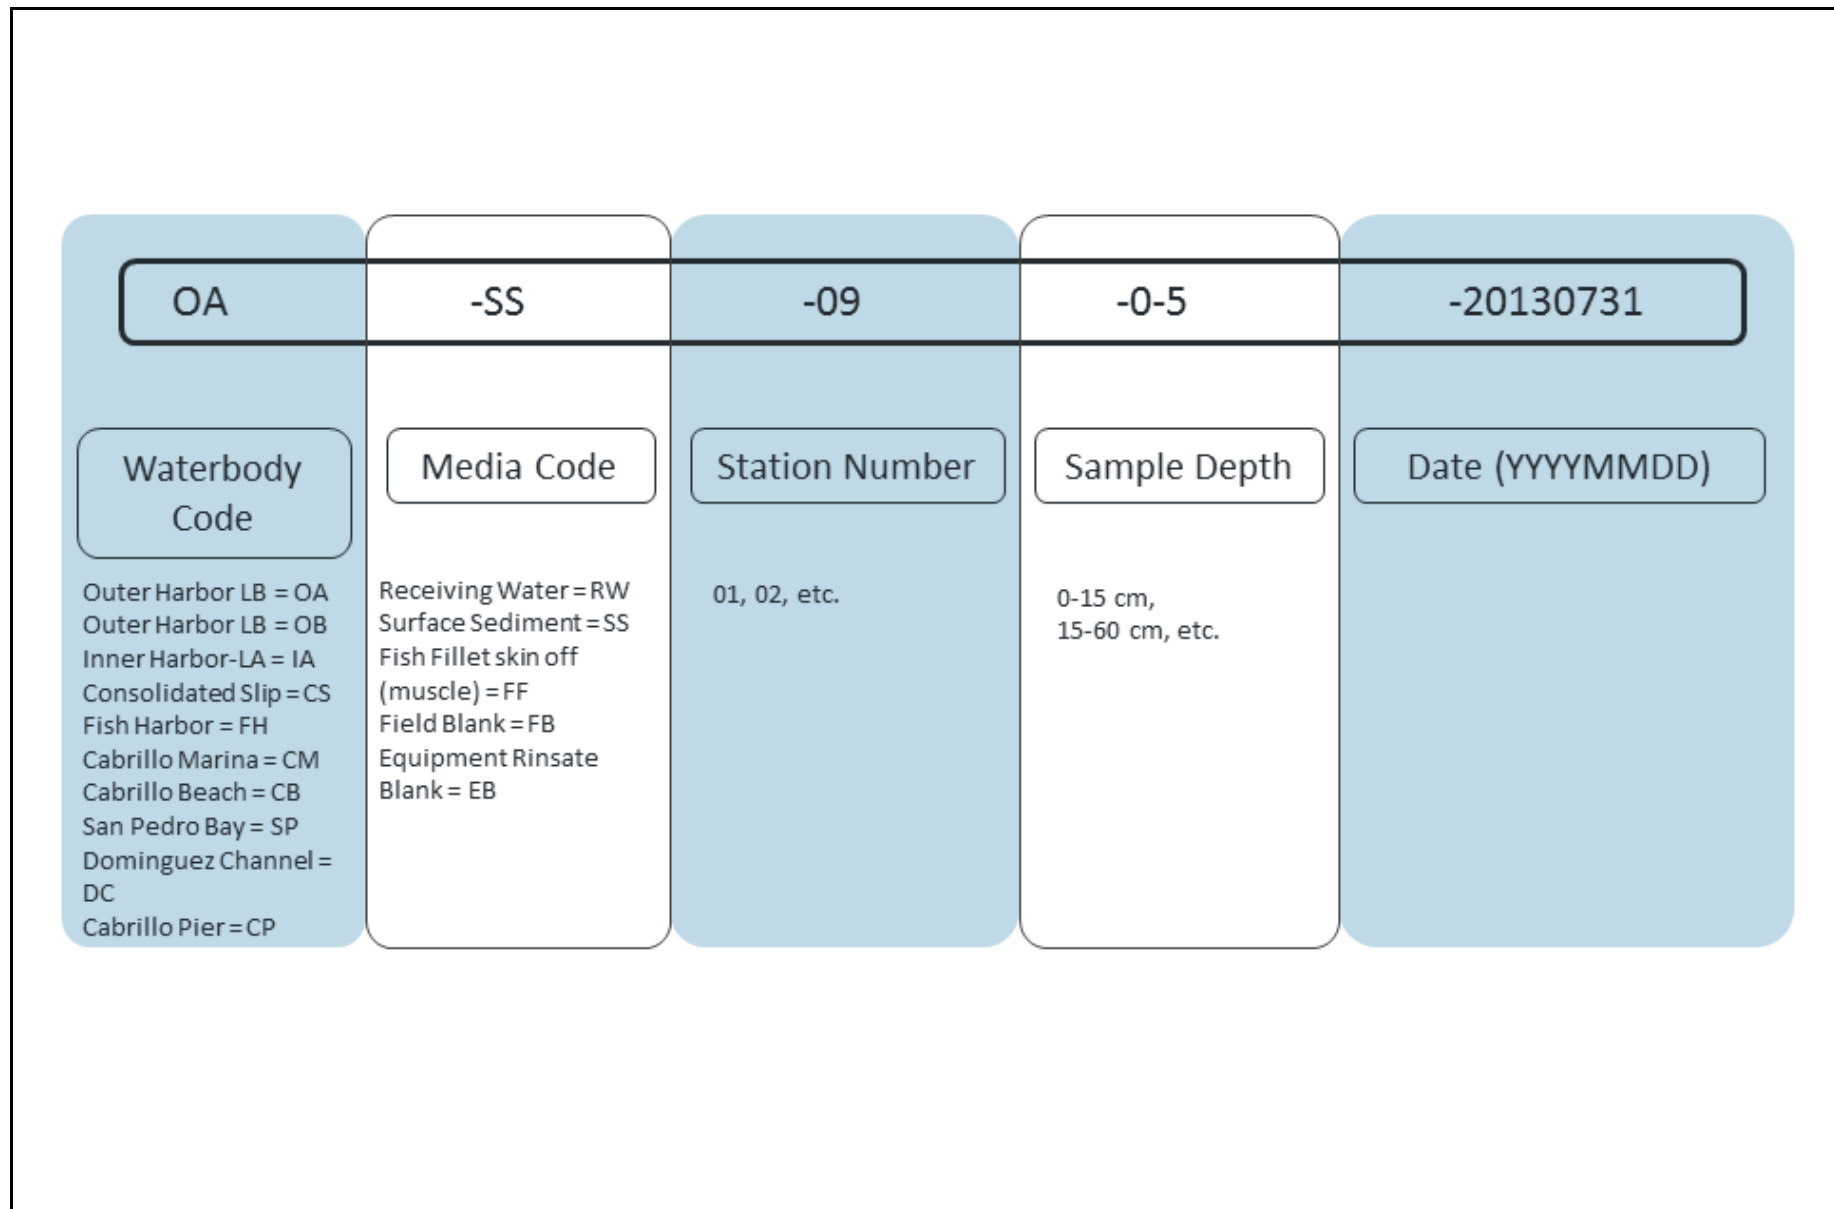 OA -SS -09 -0-5 -20130731
Waterbody
Code
Media Code
Station Number
Sample Depth
Date (YYYYMMDD)
Outer Harbor LB = OA
Outer Harbor LB = OB
Inner Harbor-LA = IA
Consolidated Slip = CS
Fish Harbor = FH
Cabrillo Marina = CM
Cabrillo Beach = CB
San Pedro Bay = SP
Dominguez Channel =
DC
Cabrillo Pier = CP
Receiving Water = RW
Surface Sediment = SS
Fish Fillet skin off
(muscle) = FF
Field Blank = FB
Equipment Rinsate
Blank = EB
01, 02, etc.
0-15 cm,
15-60 cm, etc.